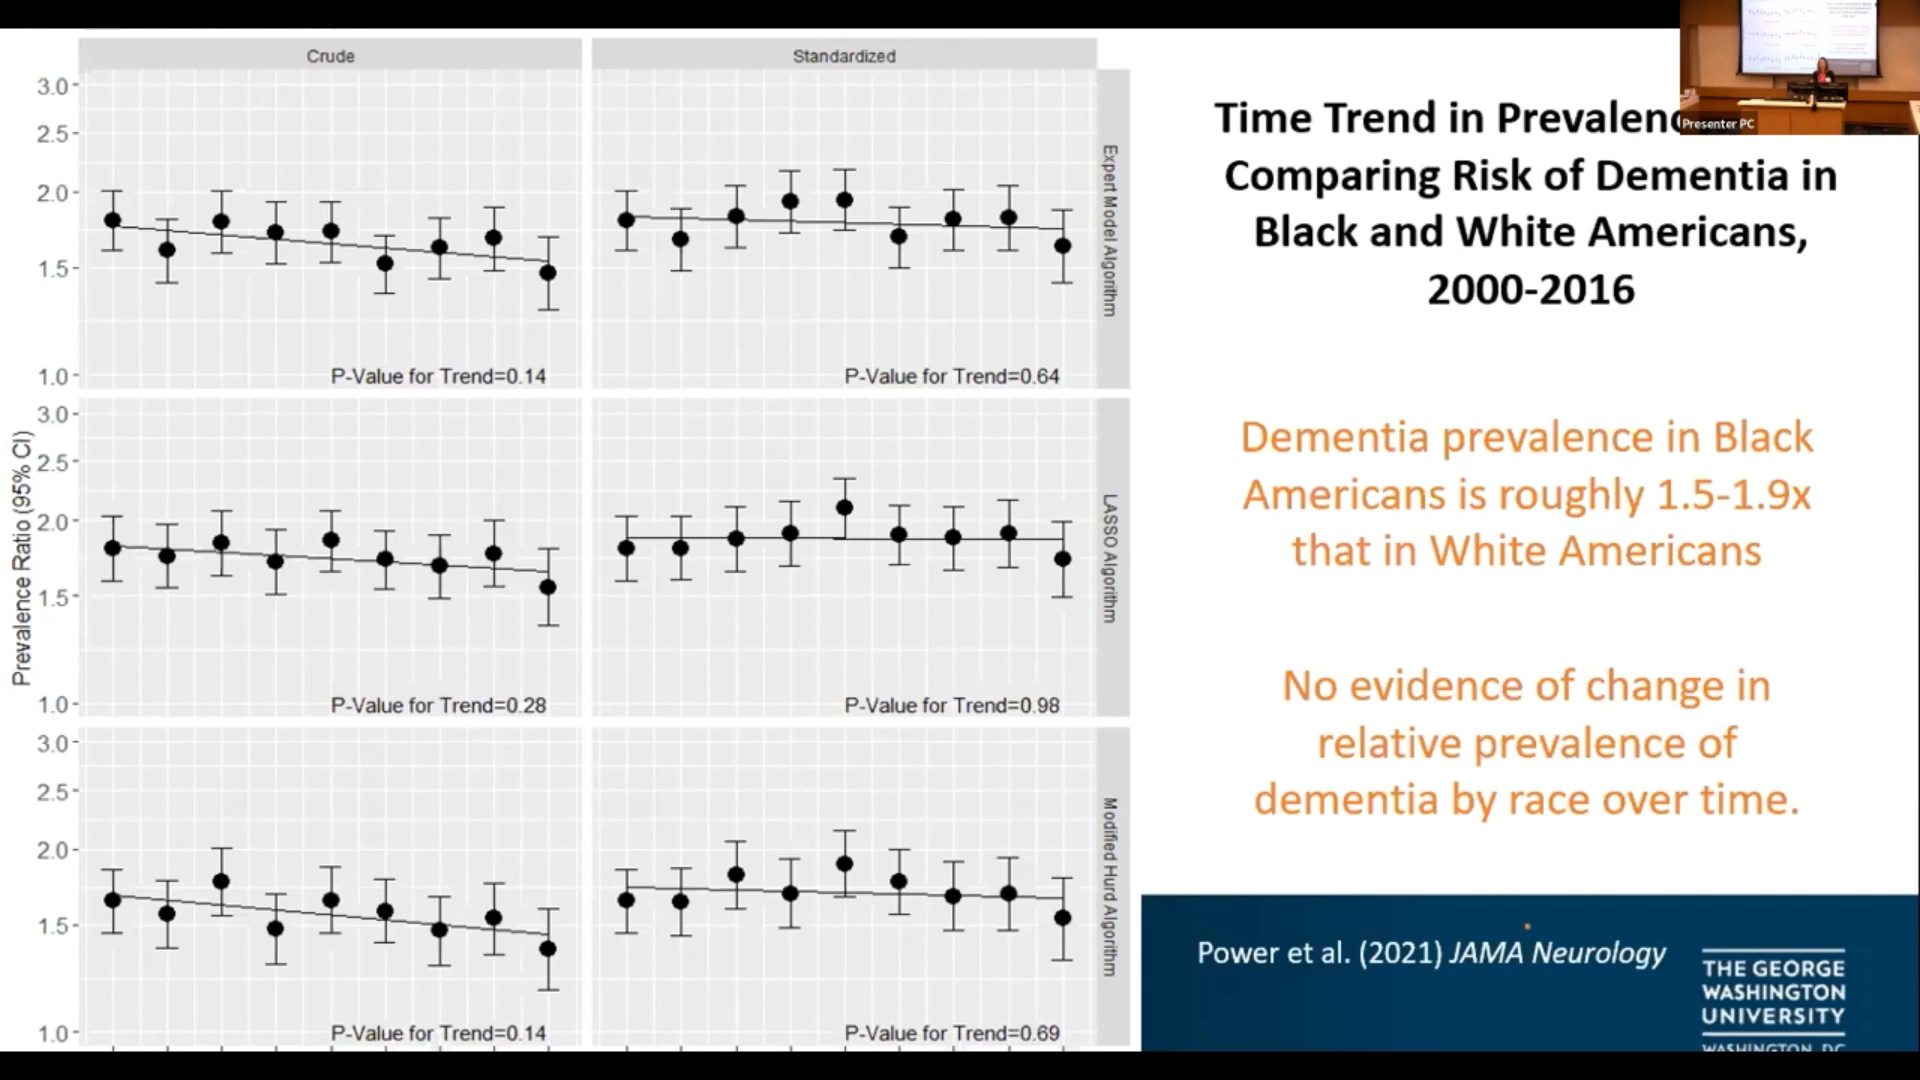 Crude
Standardized
3.0
2.5
2.0
1.5
1.0
P-Value for Trend=0.14
P-Value for Trend=0.64
Expert Model Algorithm
3.0
2.5
2.0
1.5
1.0
P-Value for Trend=0.28
P-Value for Trend=0.98
LASSO Algorithm
3.0
2.5
2.0
1.5
1.0
P-Value for Trend=0.14
P-Value for Trend=0.69
Modified Hurd Algorithm
Prevalence Ratio (95% CI)
Time Trend in
Comparing Risk of Dementia in
Black and White Americans,
2000-2016
Presenter PC
Dementia prevalence in Black
Americans is roughly 1.5-1.9x
that in White Americans
No evidence of change in
relative prevalence of
dementia by race over time.
Power et al. (2021) JAMA Neurology
THE GEORGE
WASHINGTON
UNIVERSITY
WASHINGTON, DC